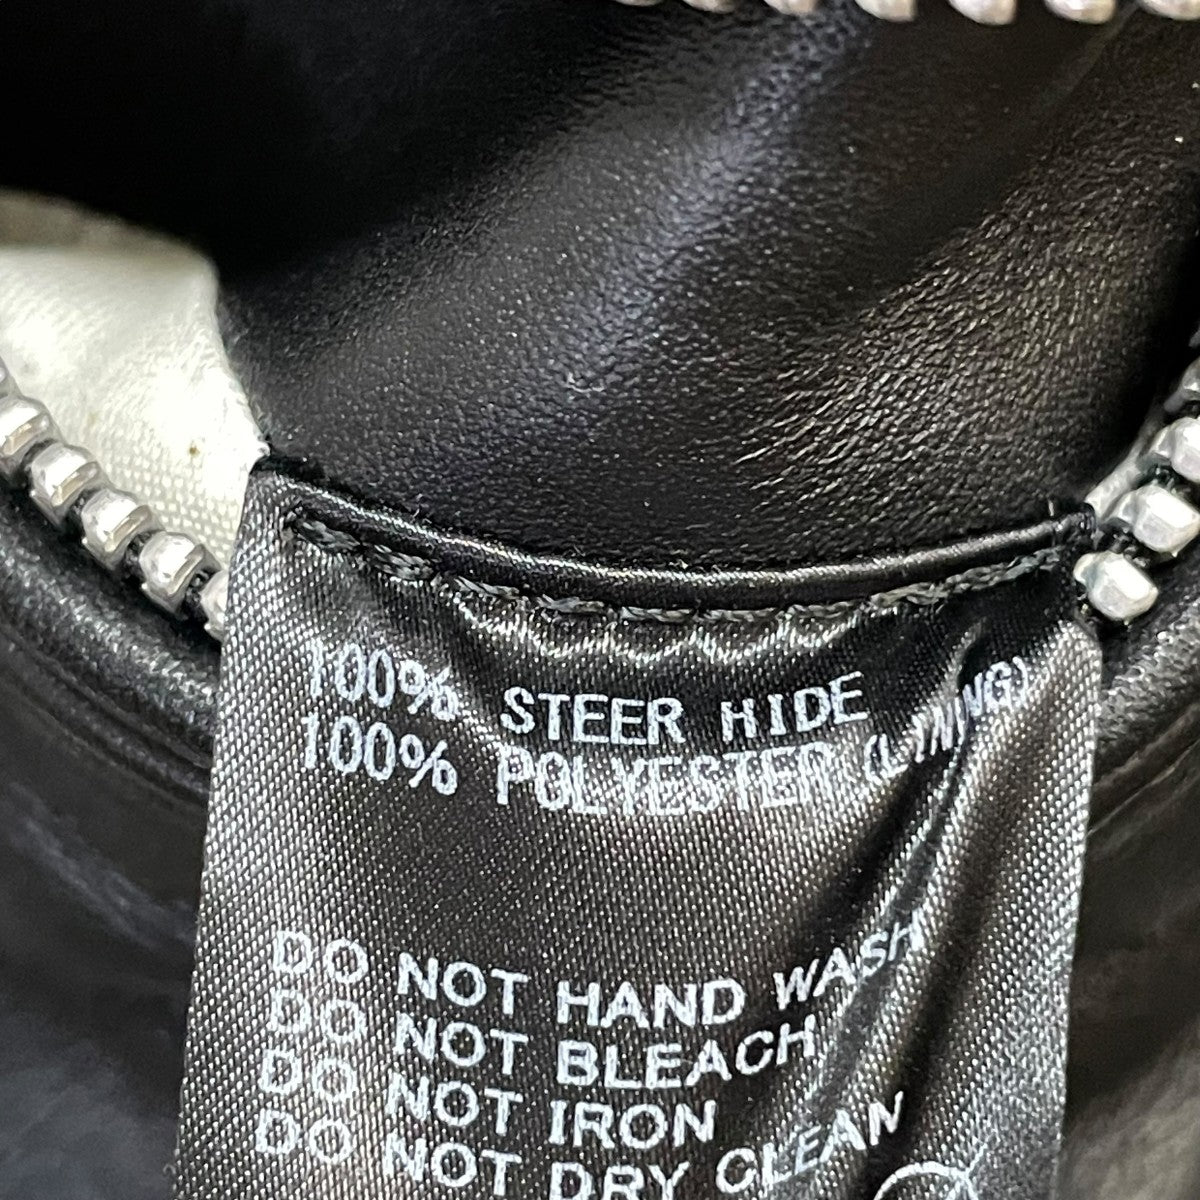 100% STEER HIDE
100% POLYESTER (LINING)
DO NOT HAND WASH
DO NOT BLEACH
DO NOT IRON
DO NOT DRY CLEAN